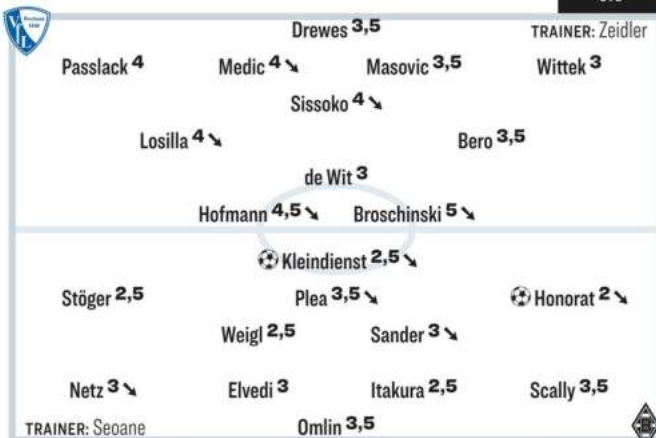 Drewes 3,5 TRAINER: Zeidler
Passlack 4 Medic 4 Masovic 3,5 Wittek 3
Sissoko 4
Losilla 4 Bero 3,5
de Wit 3
Hofmann 4,5 Broschinski 5
Kleindienst 2,5
Stöger 2,5 Plea 3,5 Honorat 2
Weigl 2,5 Sander 3
Netz 3 Elvedi 3 Itakura 2,5 Scally 3,5
TRAINER: Seoane Omlin 3,5